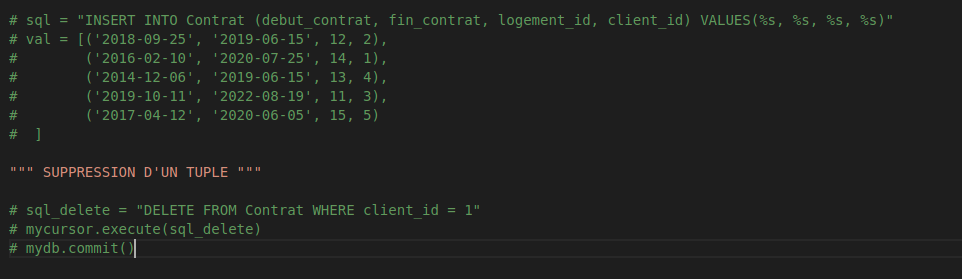 # sql = "INSERT INTO Contrat (debut_contrat, fin_contrat, logement_id, client_id) VALUES(%s, %s, %s, %s)"
# val = [('2018-09-25', '2019-06-15', 12, 2),
#        ('2016-02-10', '2020-07-25', 14, 1),
#        ('2014-12-06', '2019-06-15', 13, 4),
#        ('2019-10-11', '2022-08-19', 11, 3),
#        ('2017-04-12', '2020-06-05', 15, 5)
#  ]
""" SUPPRESSION D'UN TUPLE """
# sql_delete = "DELETE FROM Contrat WHERE client_id = 1"
# mycursor.execute(sql_delete)
# mydb.commit()